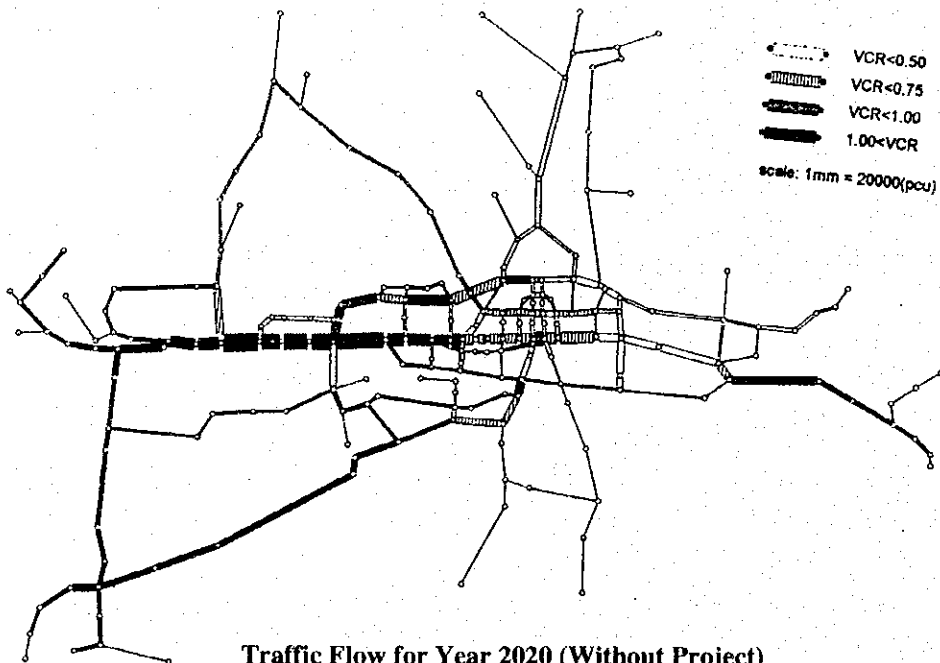 VCR<0.50
VCR<0.75
VCR<1.00
1.00<VCR
scale: 1mm = 20000(pcu)
Traffic Flow for Year 2020 (Without Project)